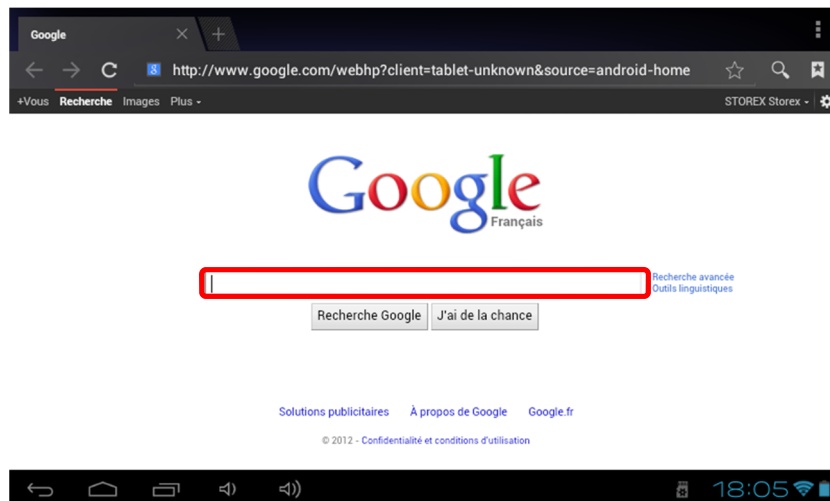 Google
http://www.google.com/webhp?client=tablet-unknown&source=android-home
+Vous Recherche Images Plus STOREX Storex
Google
Français
Recherche avancée
Outils linguistiques
Recherche Google J'ai de la chance
Solutions publicitaires À propos de Google Google.fr
© 2012 - Confidentialité et conditions d'utilisation
18:05